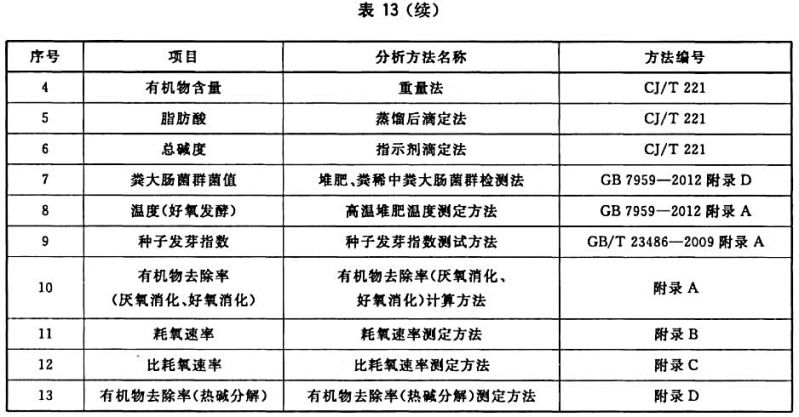 表 13（续）
序号 项目 分析方法名称 方法编号
4 有机物含量 重量法 CJ/T 221
5 脂肪酸 蒸馏后滴定法 CJ/T 221
6 总碱度 指示剂滴定法 CJ/T 221
7 粪大肠菌群菌值 堆肥、粪稀中粪大肠菌群检测法 GB 7959—2012 附录 D
8 温度(好氧发酵) 高温堆肥温度测定方法 GB 7959—2012 附录 A
9 种子发芽指数 种子发芽指数测试方法 GB/T 23486—2009 附录 A
10 有机物去除率 有机物去除率(厌氧消化、 附录 A
(厌氧消化、好氧消化) 好氧消化)计算方法
11 耗氧速率 耗氧速率测定方法 附录 B
12 比耗氧速率 比耗氧速率测定方法 附录 C
13 有机物去除率(热碱分解) 有机物去除率(热碱分解)测定方法 附录 D